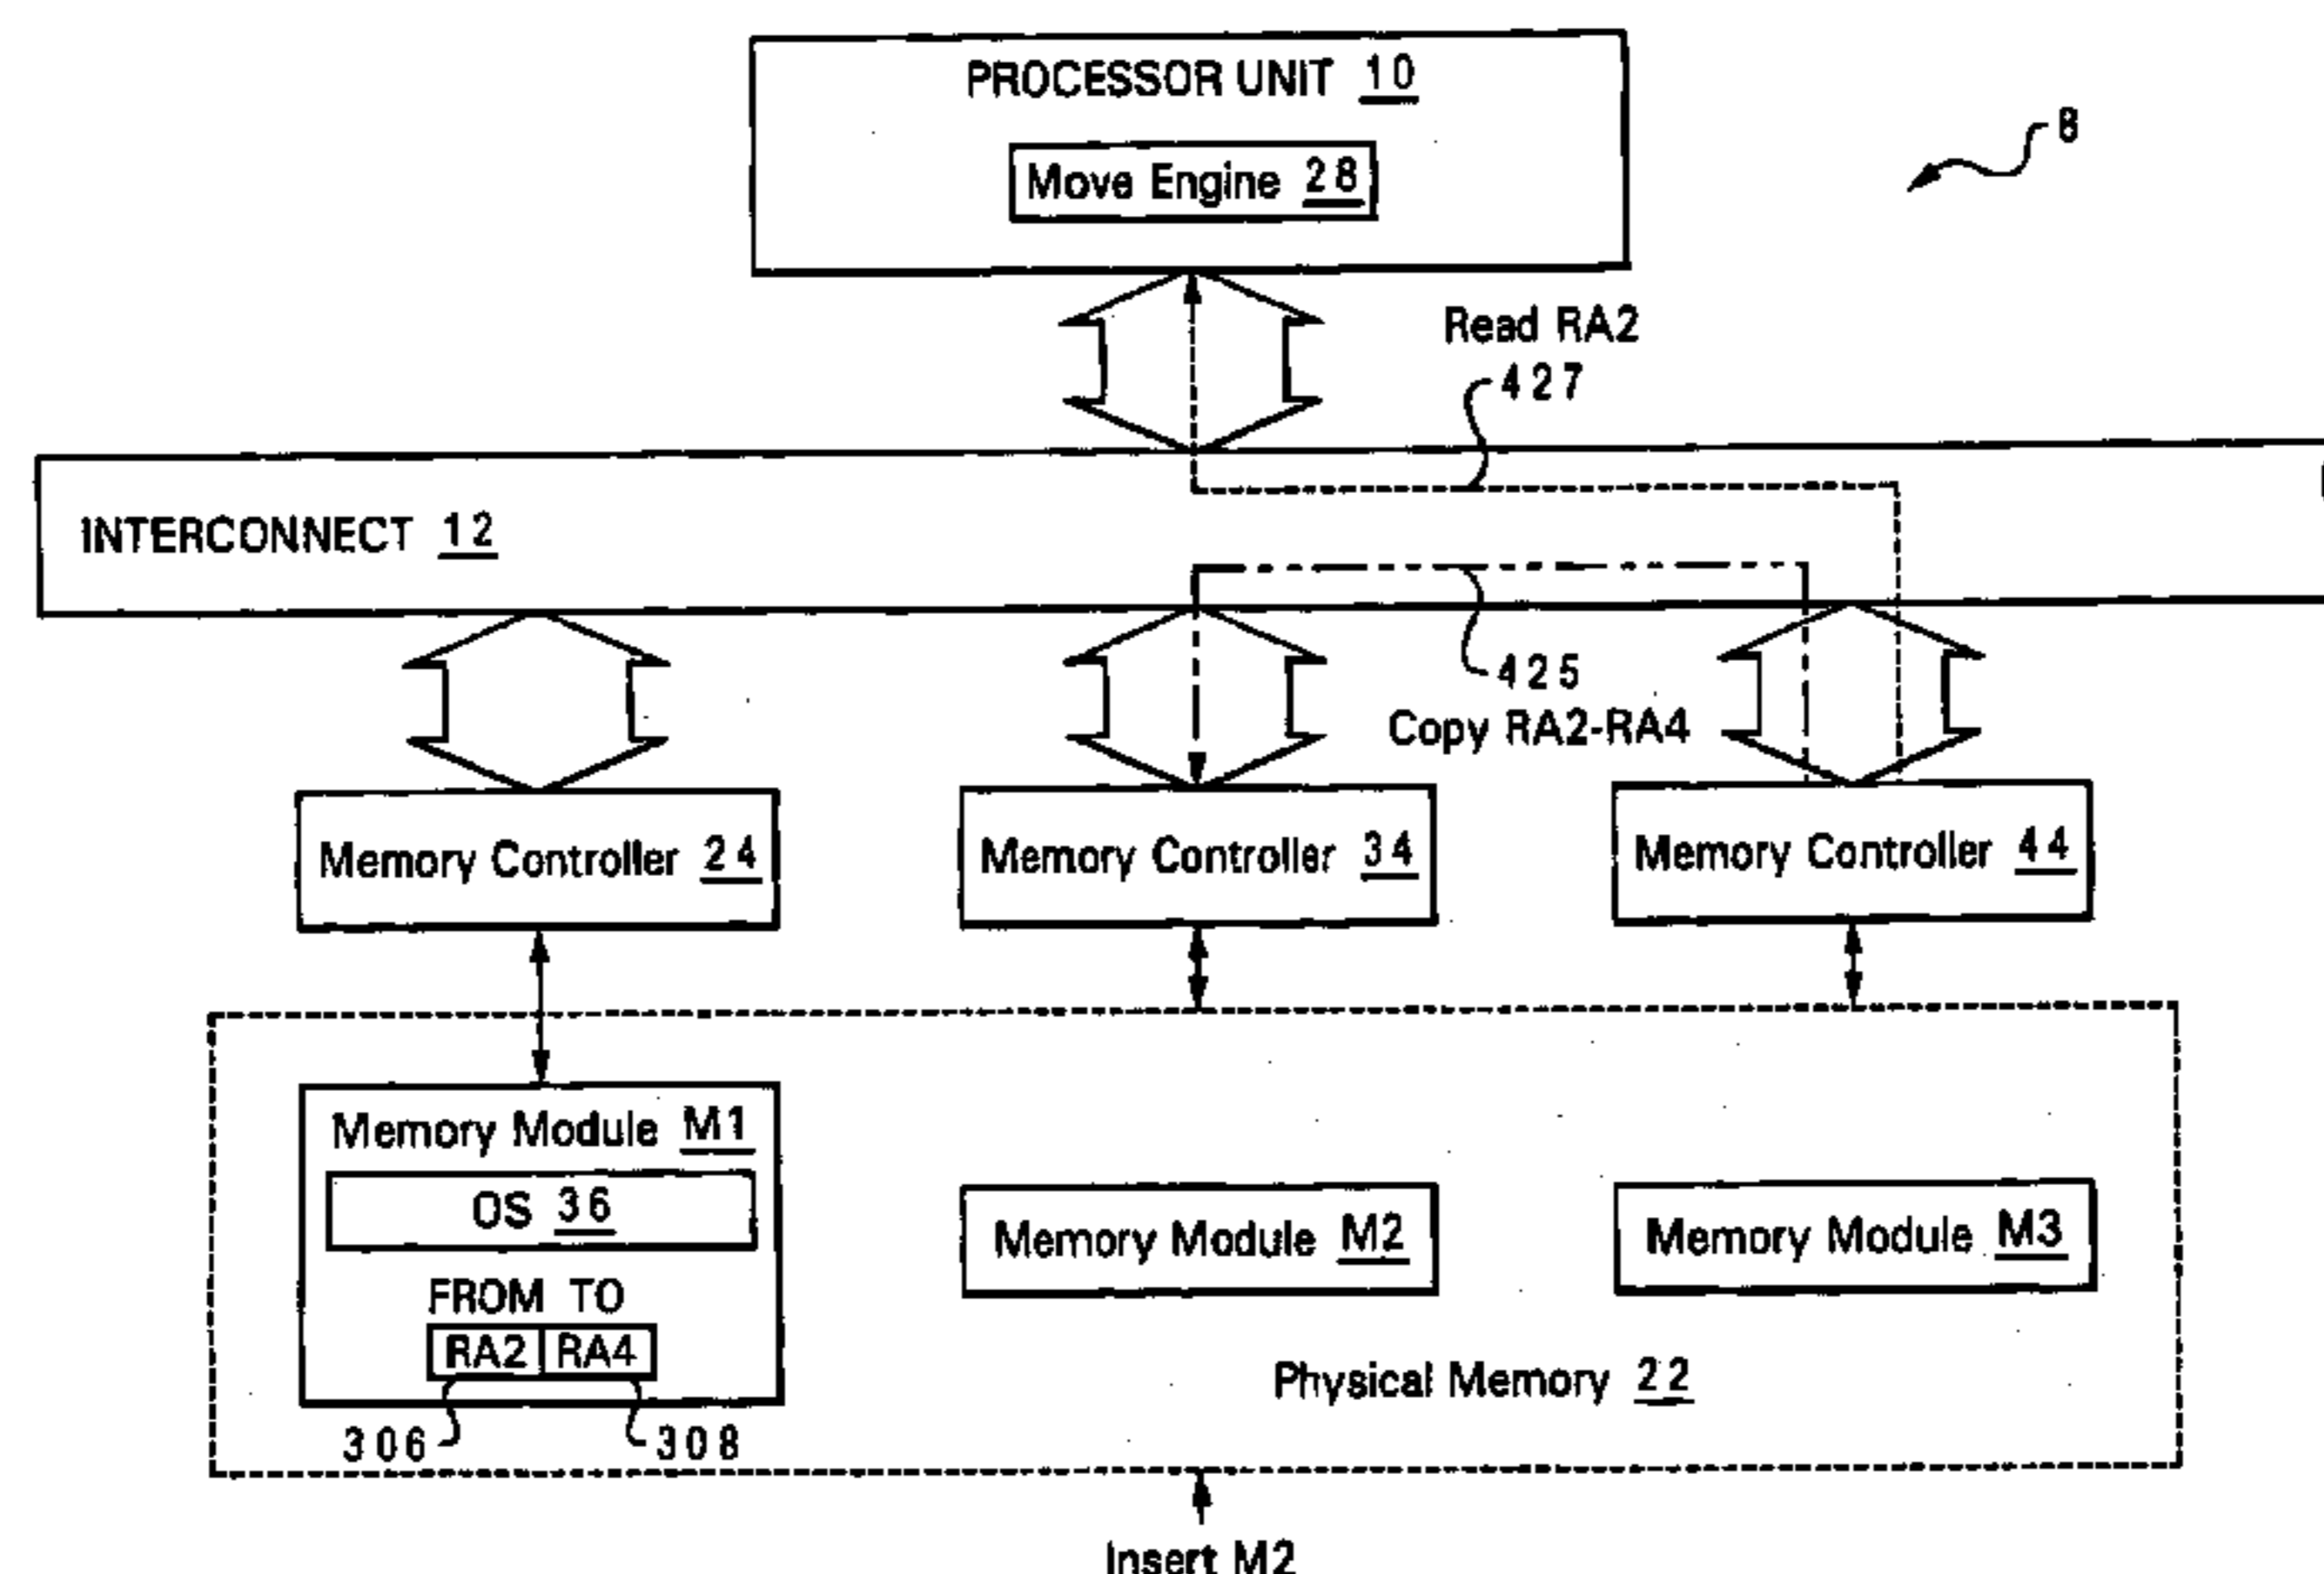 PROCESSOR UNIT 10
Move Engine 28
8
Read RA2
427
INTERCONNECT 12
425
Copy RA2-RA4
Memory Controller 24
Memory Controller 34
Memory Controller 44
Memory Module M1
OS 36
FROM TO
RA2 RA4
306
308
Memory Module M2
Memory Module M3
Physical Memory 22
Insert M2